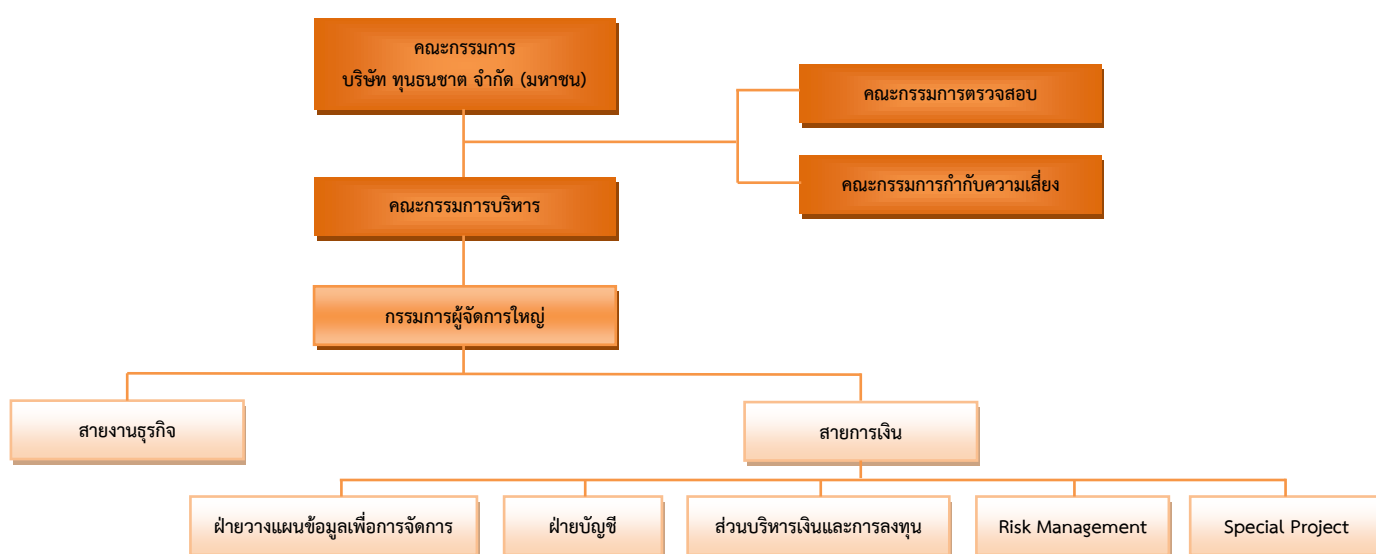 คณะกรรมการ
บริษัท ทุนธนชาต จำกัด (มหาชน)
คณะกรรมการตรวจสอบ
คณะกรรมการกำกับความเสี่ยง
คณะกรรมการบริหาร
กรรมการผู้จัดการใหญ่
สายงานธุรกิจ
สายการเงิน
ฝ่ายวางแผนข้อมูลเพื่อการจัดการ
ฝ่ายบัญชี
ส่วนบริหารเงินและการลงทุน
Risk Management
Special Project